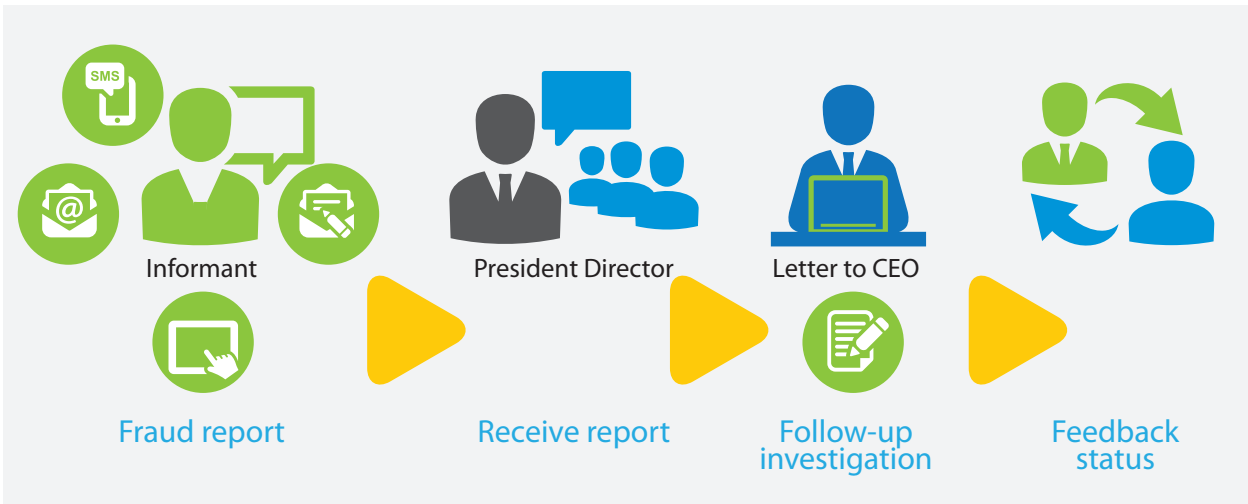 SMS
@
Informant
President Director
Letter to CEO
Fraud report
Receive report
Follow-up
investigation
Feedback
status